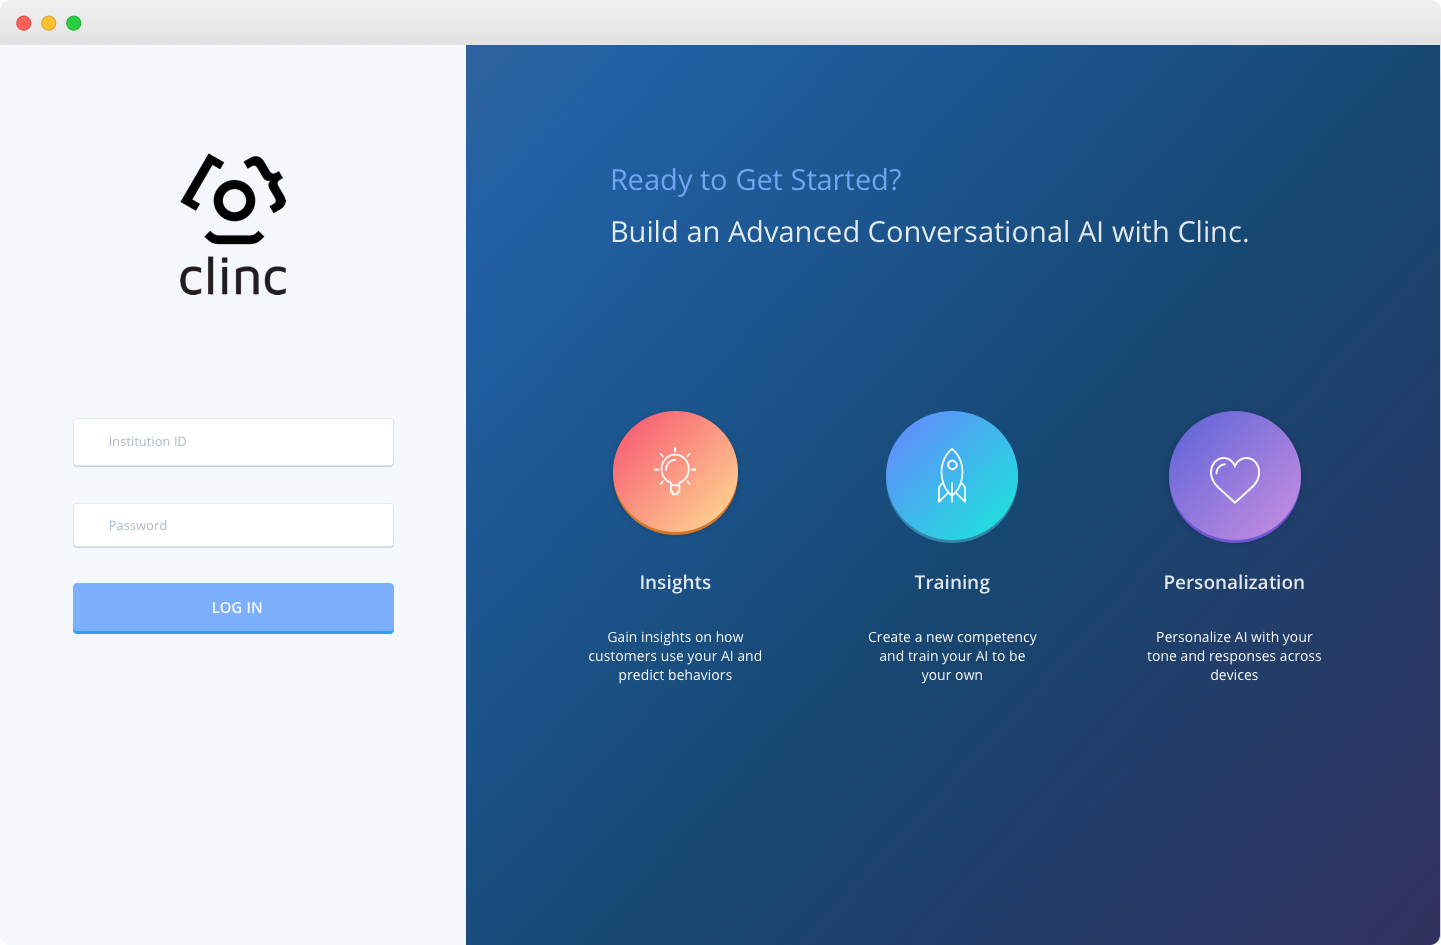 clinc
Institution ID
Password
LOG IN
Ready to Get Started?
Build an Advanced Conversational AI with Clinc.
Insights
Gain insights on how
customers use your AI and
predict behaviors
Training
Create a new competency
and train your AI to be
your own
Personalization
Personalize AI with your
tone and responses across
devices